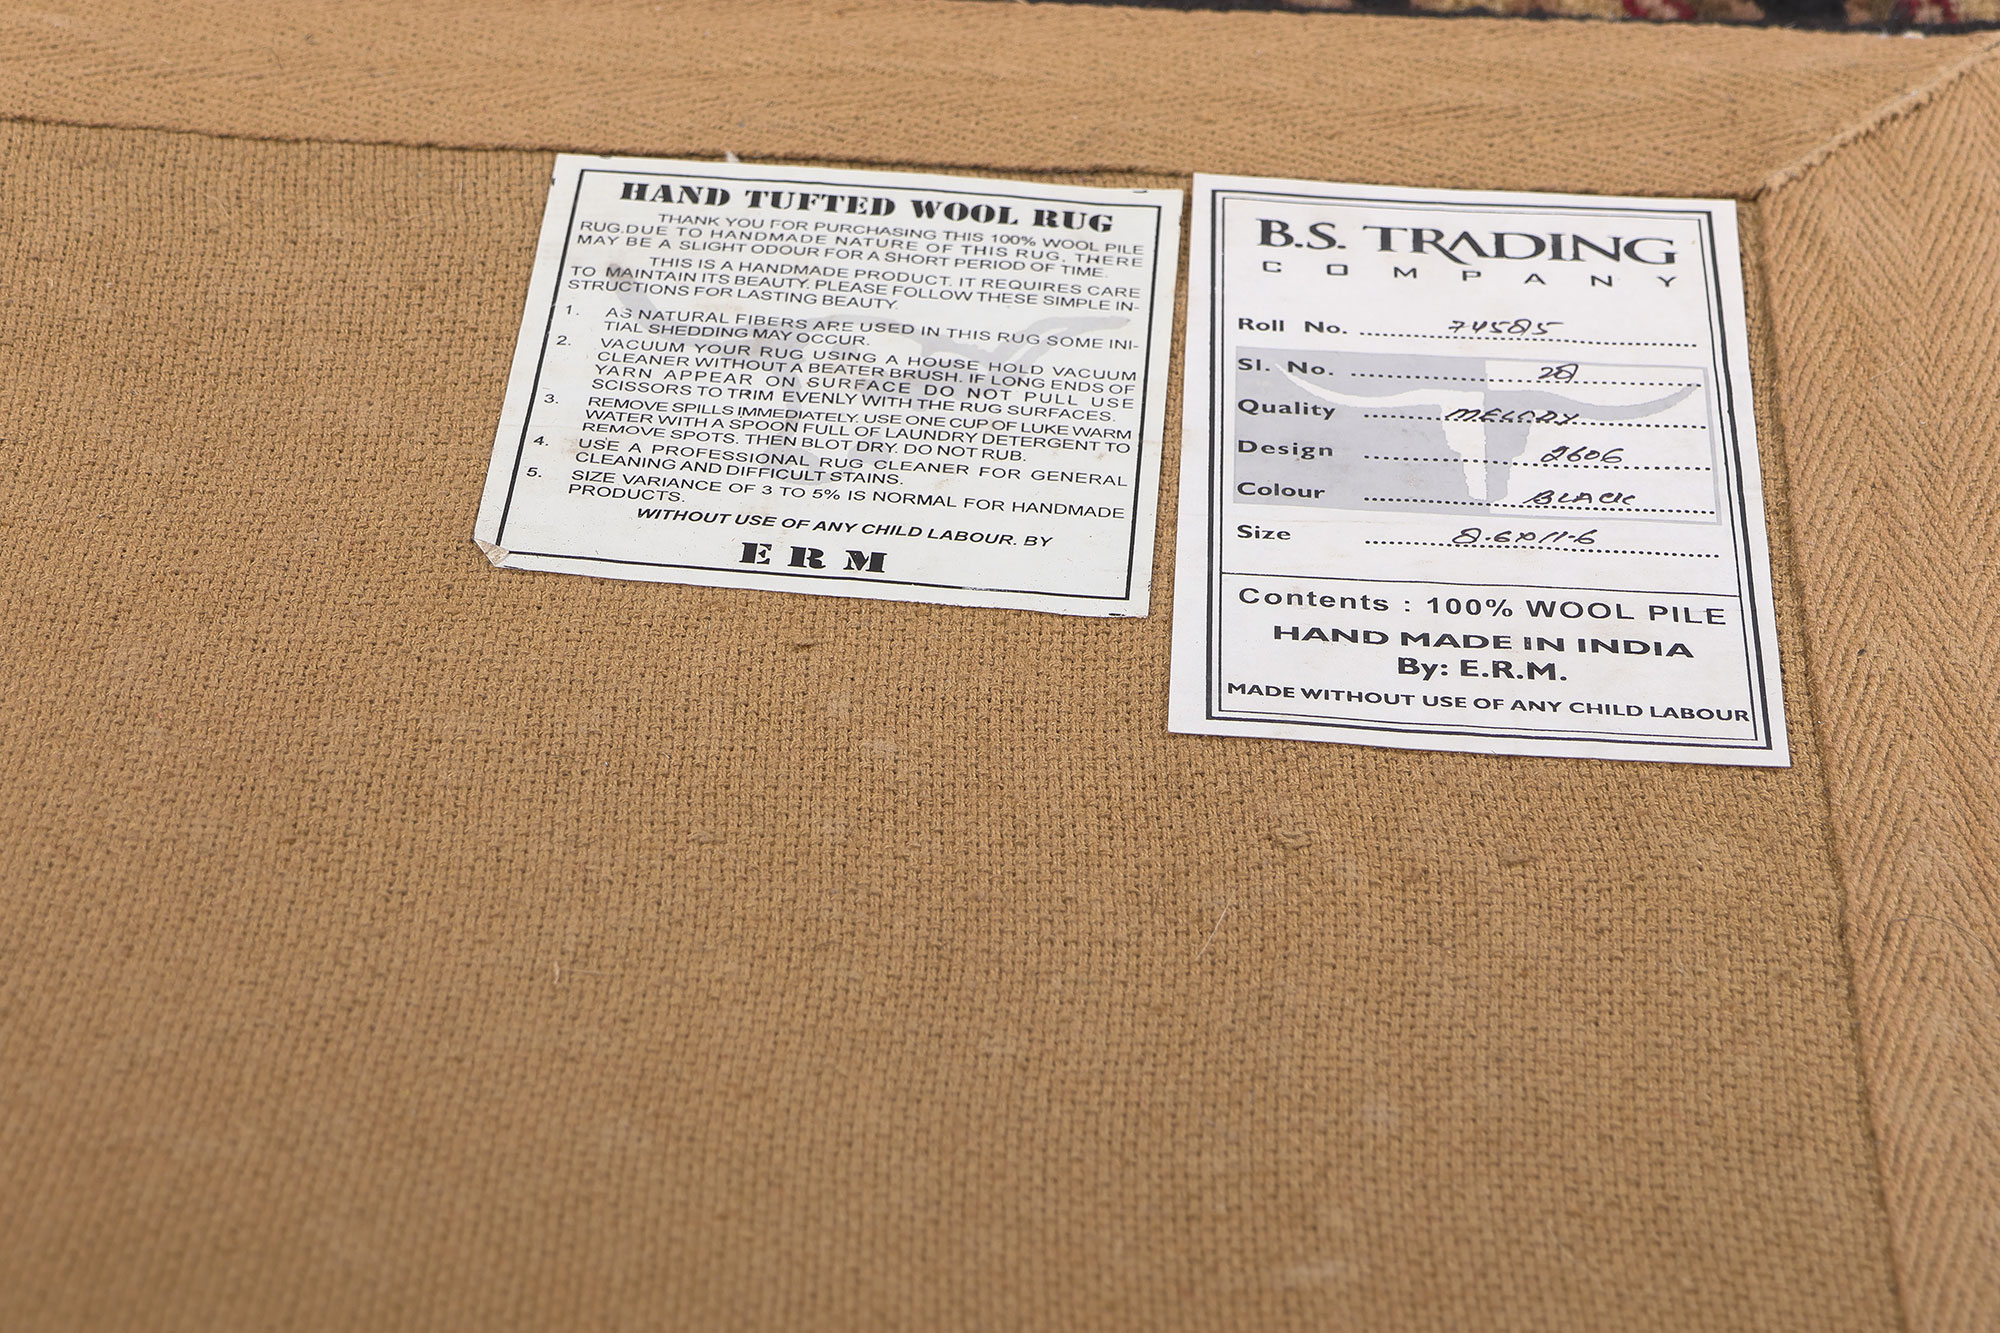 HAND TUFTED WOOL RUG
THANK YOU FOR PURCHASING THIS 100% WOOL PILE
RUG.DUE TO HANDMADE NATURE OF THIS RUG, THERE
MAY BE A SLIGHT ODOUR FOR A SHORT PERIOD OF TIME.
THIS IS A HANDMADE PRODUCT. IT REQUIRES CARE
TO MAINTAIN ITS BEAUTY. PLEASE FOLLOW THESE SIMPLE IN-
STRUCTIONS FOR LASTING BEAUTY.
1. AS NATURAL FIBERS ARE USED IN THIS RUG SOME INI-
TIAL SHEDDING MAY OCCUR.
2. VACUUM YOUR RUG USING A HOUSE HOLD VACUUM
CLEANER WITHOUT A BEATER BRUSH. IF LONG ENDS OF
YARN APPEAR ON SURFACE DO NOT PULL USE
SCISSORS TO TRIM EVENLY WITH THE RUG SURFACES.
3. REMOVE SPILLS IMMEDIATELY. USE ONE CUP OF LUKE WARM
WATER WITH A SPOON FULL OF LAUNDRY DETERGENT TO
REMOVE SPOTS. THEN BLOT DRY. DO NOT RUB.
4. USE A PROFESSIONAL RUG CLEANER FOR GENERAL
CLEANING AND DIFFICULT STAINS.
5. SIZE VARIANCE OF 3 TO 5% IS NORMAL FOR HANDMADE
PRODUCTS.
WITHOUT USE OF ANY CHILD LABOUR. BY
ERM
B.S. TRADING
COMPANY
Roll No.
Sl. No. 28
Quality MELODY
Design 2606
Colour BLACK
Size 8.6X11.6
Contents : 100% WOOL PILE
HAND MADE IN INDIA
By: E.R.M.
MADE WITHOUT USE OF ANY CHILD LABOUR